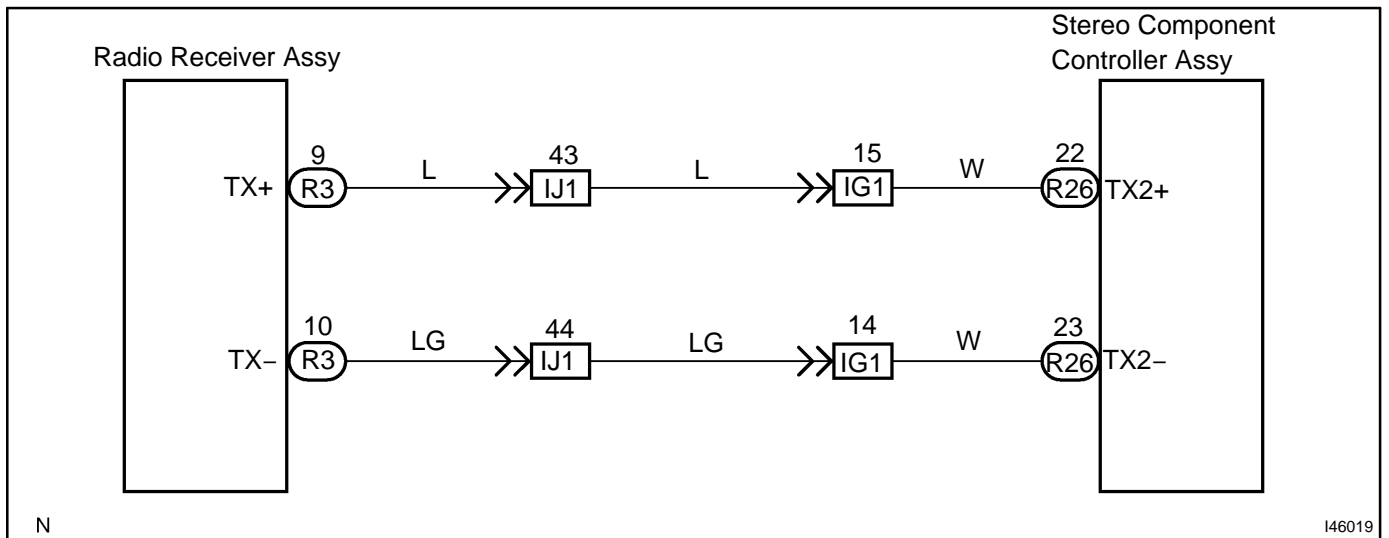 Radio Receiver Assy
Stereo Component
Controller Assy
9
43
15
22
L
L
W
TX+
R3
IJ1
IG1
R26
TX2+
10
44
14
23
LG
LG
W
TX−
R3
IJ1
IG1
R26
TX2−
N
I46019